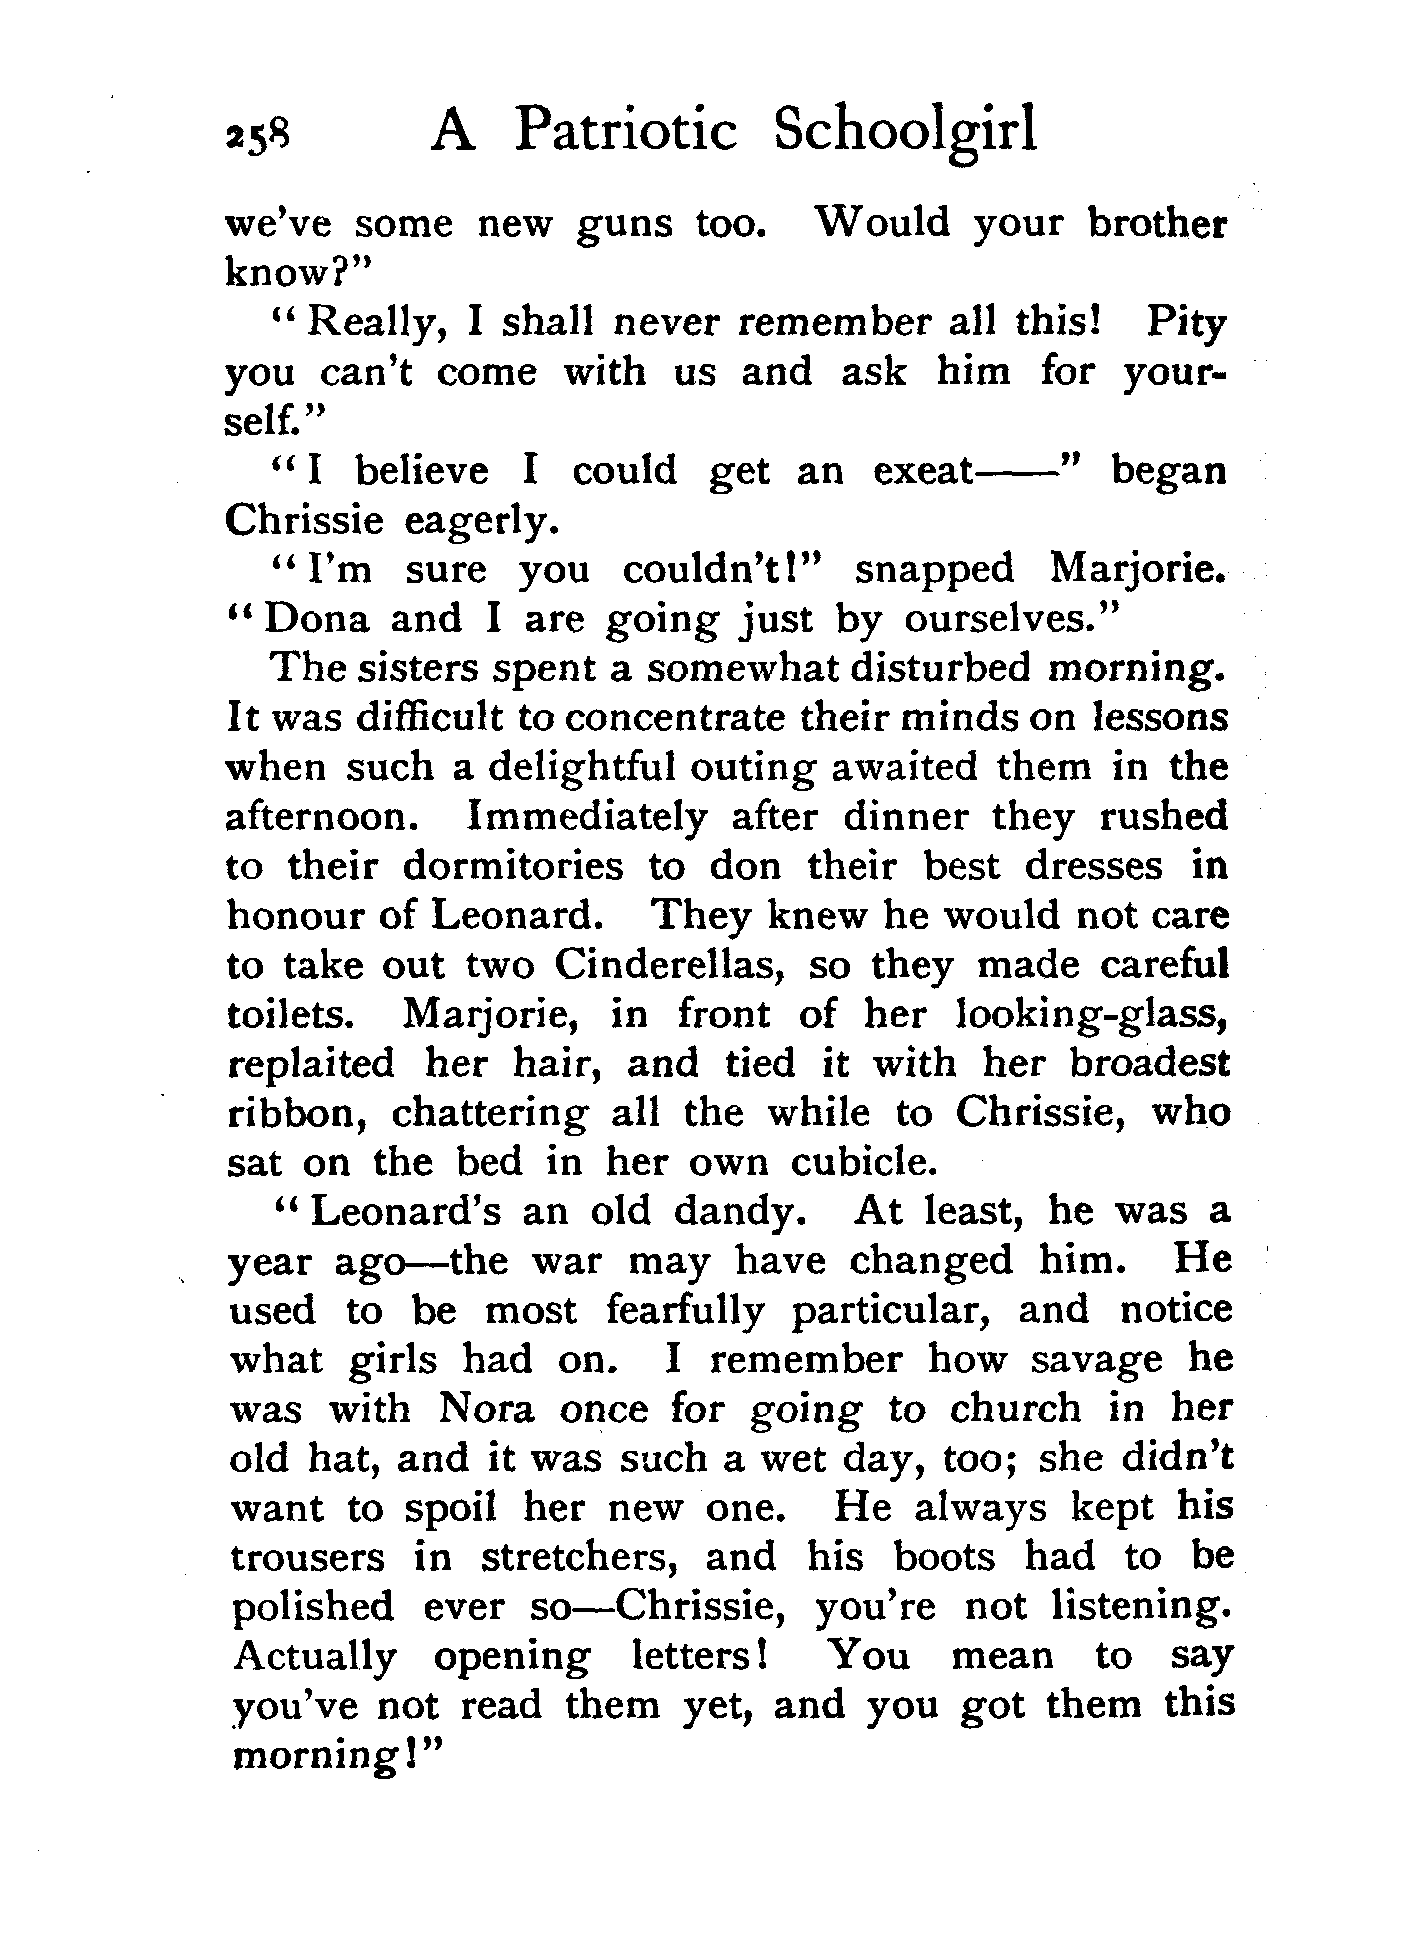 258 A Patriotic Schoolgirl
we've some new guns too. Would your brother
know?"
"Really, I shall never remember all this! Pity
you can't come with us and ask him for your-
self."
"I believe I could get an exeat——" began
Chrissie eagerly.
"I'm sure you couldn't!" snapped Marjorie.
"Dona and I are going just by ourselves."
The sisters spent a somewhat disturbed morning.
It was difficult to concentrate their minds on lessons
when such a delightful outing awaited them in the
afternoon. Immediately after dinner they rushed
to their dormitories to don their best dresses in
honour of Leonard. They knew he would not care
to take out two Cinderellas, so they made careful
toilets. Marjorie, in front of her looking-glass,
replaited her hair, and tied it with her broadest
ribbon, chattering all the while to Chrissie, who
sat on the bed in her own cubicle.
"Leonard's an old dandy. At least, he was a
year ago—the war may have changed him. He
used to be most fearfully particular, and notice
what girls had on. I remember how savage he
was with Nora once for going to church in her
old hat, and it was such a wet day, too; she didn't
want to spoil her new one. He always kept his
trousers in stretchers, and his boots had to be
polished ever so—Chrissie, you're not listening.
Actually opening letters! You mean to say
you've not read them yet, and you got them this
morning!"